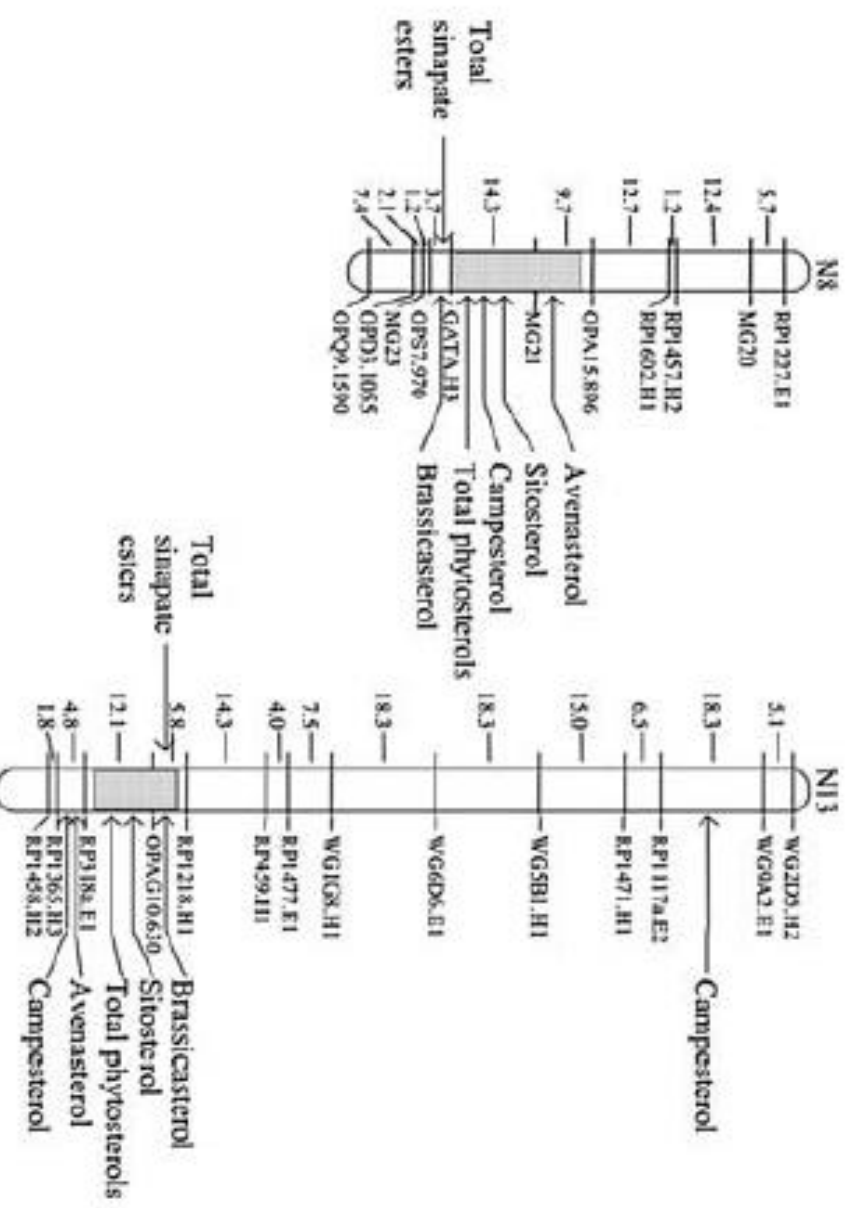 N8
5.7
12.4
1.2
12.7
9.7
14.3
3.7
1.2
2.1
7.4
RP1227.E1
MG20
RP1457.H2
RP1602.H1
OPA15.896
MG21
GATA.H3
OPS7.970
MG23
OPD3.1055
OPQ9.1590
Total
sinapate
esters
Avenasterol
Sitosterol
Campesterol
Total phytosterols
Brassicasterol
N13
5.1
18.3
6.5
15.0
18.3
18.3
7.5
4.0
14.3
5.8
12.1
4.8
1.8
WG2D5.H2
WG9A2.E1
RP1117a.E2
RP1471.H1
WG5B1.H1
WG6D6.E1
WG1G8.H1
RP1477.E1
RP459.H1
RP1218.H1
OPAG10.630
RP318a.E1
RP1365.H3
RP1458.H2
Total
sinapate
esters
Campesterol
Brassicasterol
Sitosterol
Total phytosterols
Avenasterol
Campesterol